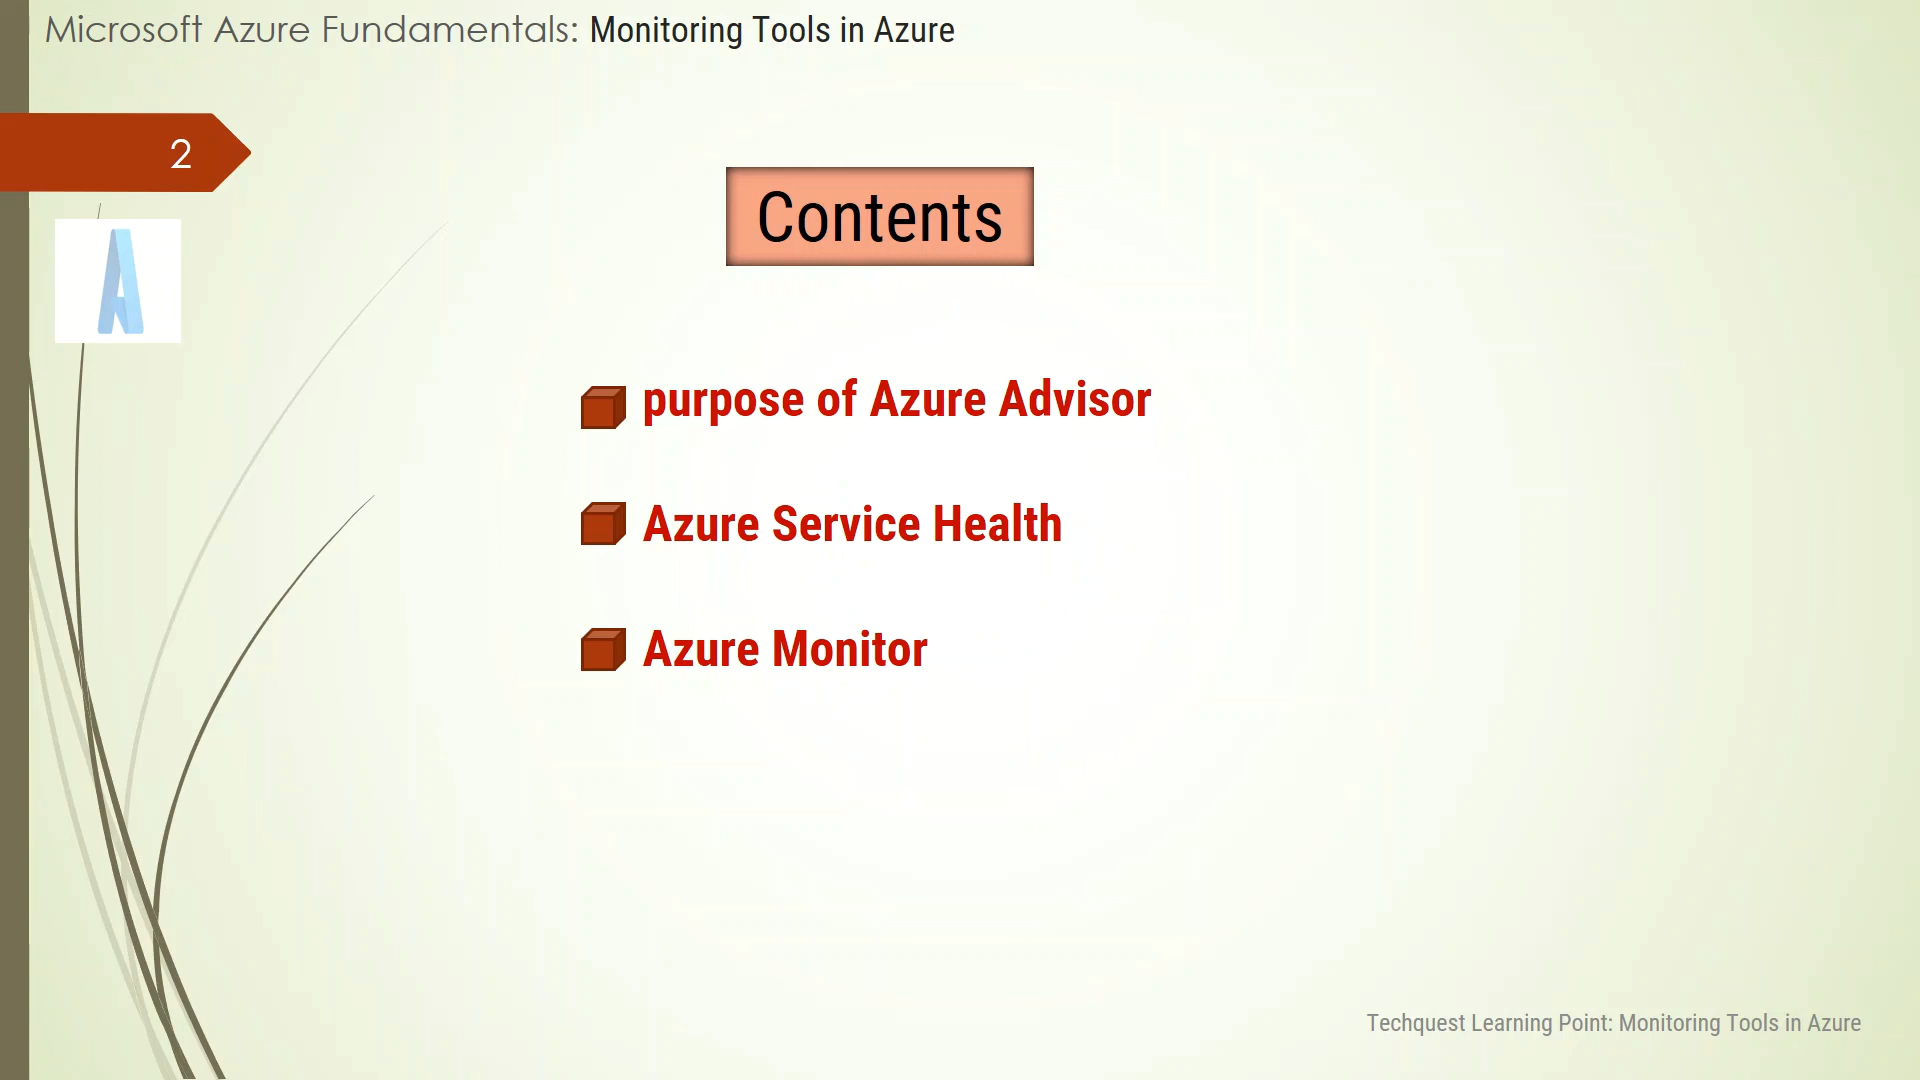 Microsoft Azure Fundamentals: Monitoring Tools in Azure
2
Contents
purpose of Azure Advisor
Azure Service Health
Azure Monitor
Techquest Learning Point: Monitoring Tools in Azure